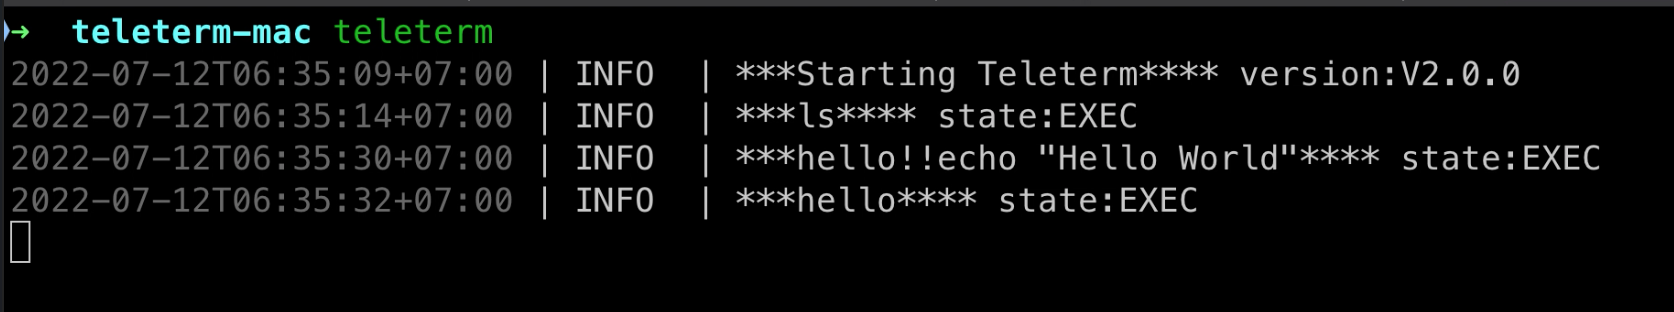 → teleterm-mac teleterm
2022-07-12T06:35:09+07:00 | INFO  | ***Starting Teleterm**** version:V2.0.0
2022-07-12T06:35:14+07:00 | INFO  | ***ls**** state:EXEC
2022-07-12T06:35:30+07:00 | INFO  | ***hello!!echo "Hello World"**** state:EXEC
2022-07-12T06:35:32+07:00 | INFO  | ***hello**** state:EXEC